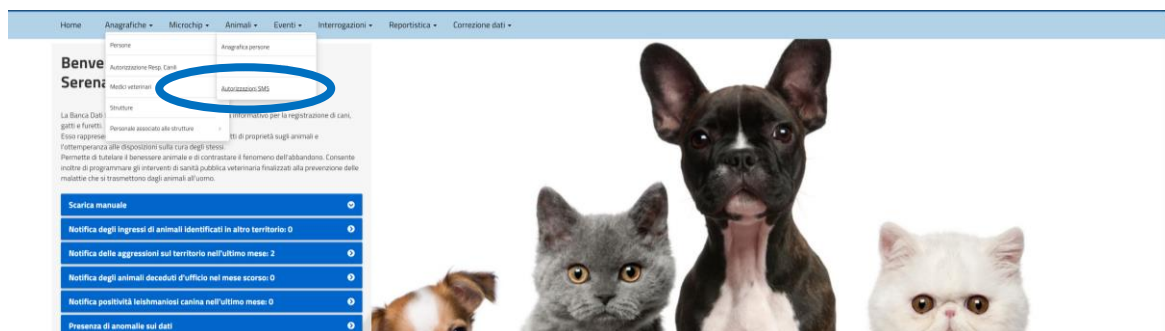 Home Anagrafiche Microchip Animali Eventi Interrogazioni Reportistica Correzione dati
Persone
Anagrafica persone
Autorizzazione Resp. Canili
Medici veterinari
Autorizzazioni SMS
Strutture
Personale associato alle strutture
Benve
Serena
La Banca Dati
informativo per la registrazione di cani,
gatti e furetti.
Esso rapprese
tti di proprietà sugli animali e
l'ottemperanza alle disposizioni sulla cura degli stessi.
Permette di tutelare il benessere animale e di contrastare il fenomeno dell'abbandono. Consente
inoltre di programmare gli interventi di sanità pubblica veterinaria finalizzati alla prevenzione delle
malattie che si trasmettono dagli animali all'uomo.
Scarica manuale
Notifica degli ingressi di animali identificati in altro territorio: 0
Notifica delle aggressioni sul territorio nell'ultimo mese: 2
Notifica degli animali deceduti d'ufficio nel mese scorso: 0
Notifica positività leishmaniosi canina nell'ultimo mese: 0
Presenza di anomalie sui dati